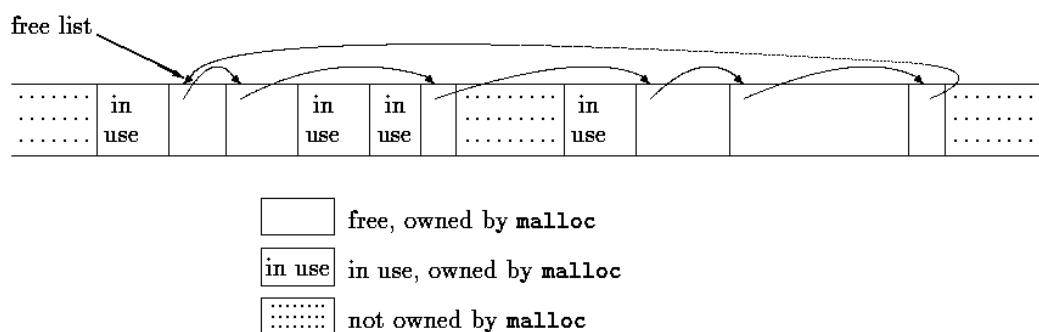 free list
in
use
in
use
in
use
in
use
free, owned by malloc
in use
in use, owned by malloc
not owned by malloc